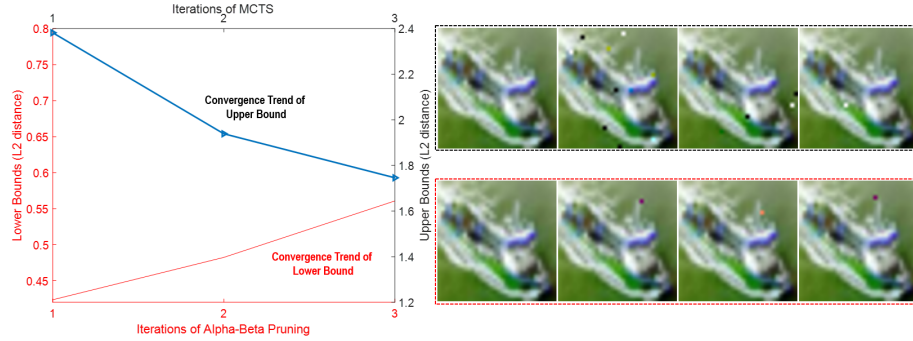 Iterations of MCTS
1 2 3
0.8
0.75
0.7
0.65
0.6
0.55
0.5
0.45
Lower Bounds (L2 distance)
2.4
2.2
2
1.8
1.6
1.4
1.2
Upper Bounds (L2 distance)
Convergence Trend of
Upper Bound
Convergence Trend of
Lower Bound
1 2 3
Iterations of Alpha-Beta Pruning